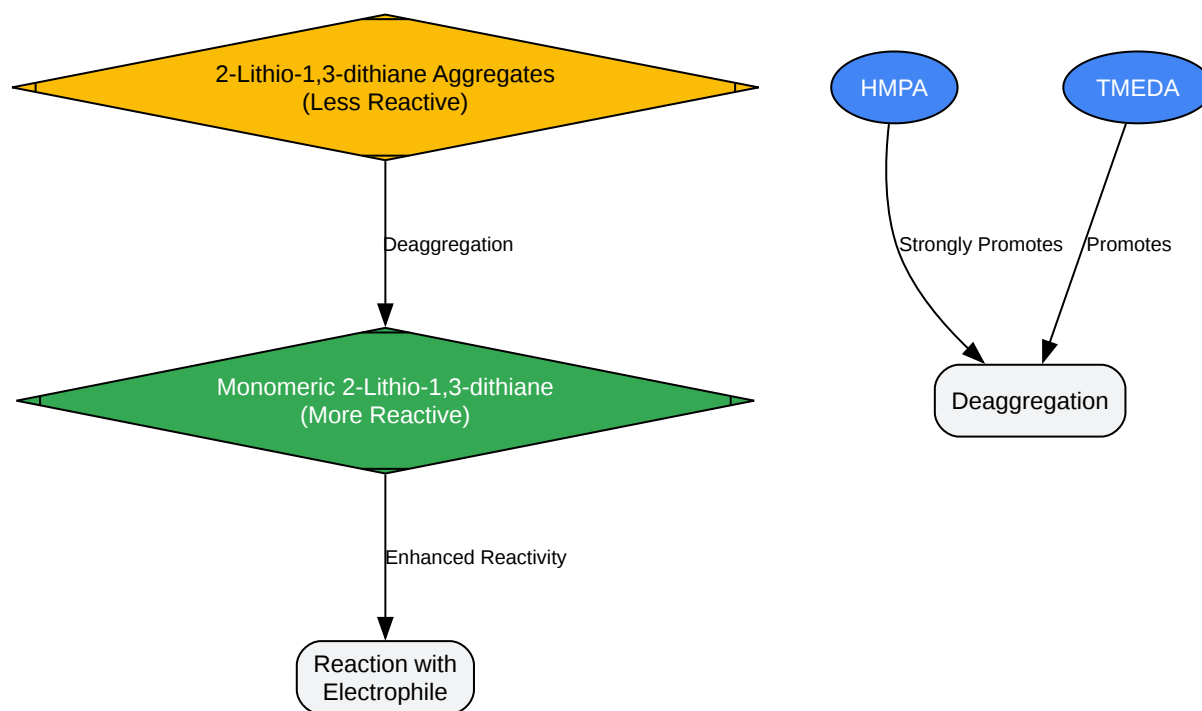 2-Lithio-1,3-dithiane Aggregates
(Less Reactive)
HMPA
TMEDA
Deaggregation
Strongly Promotes
Promotes
Monomeric 2-Lithio-1,3-dithiane
(More Reactive)
Deaggregation
Enhanced Reactivity
Reaction with
Electrophile